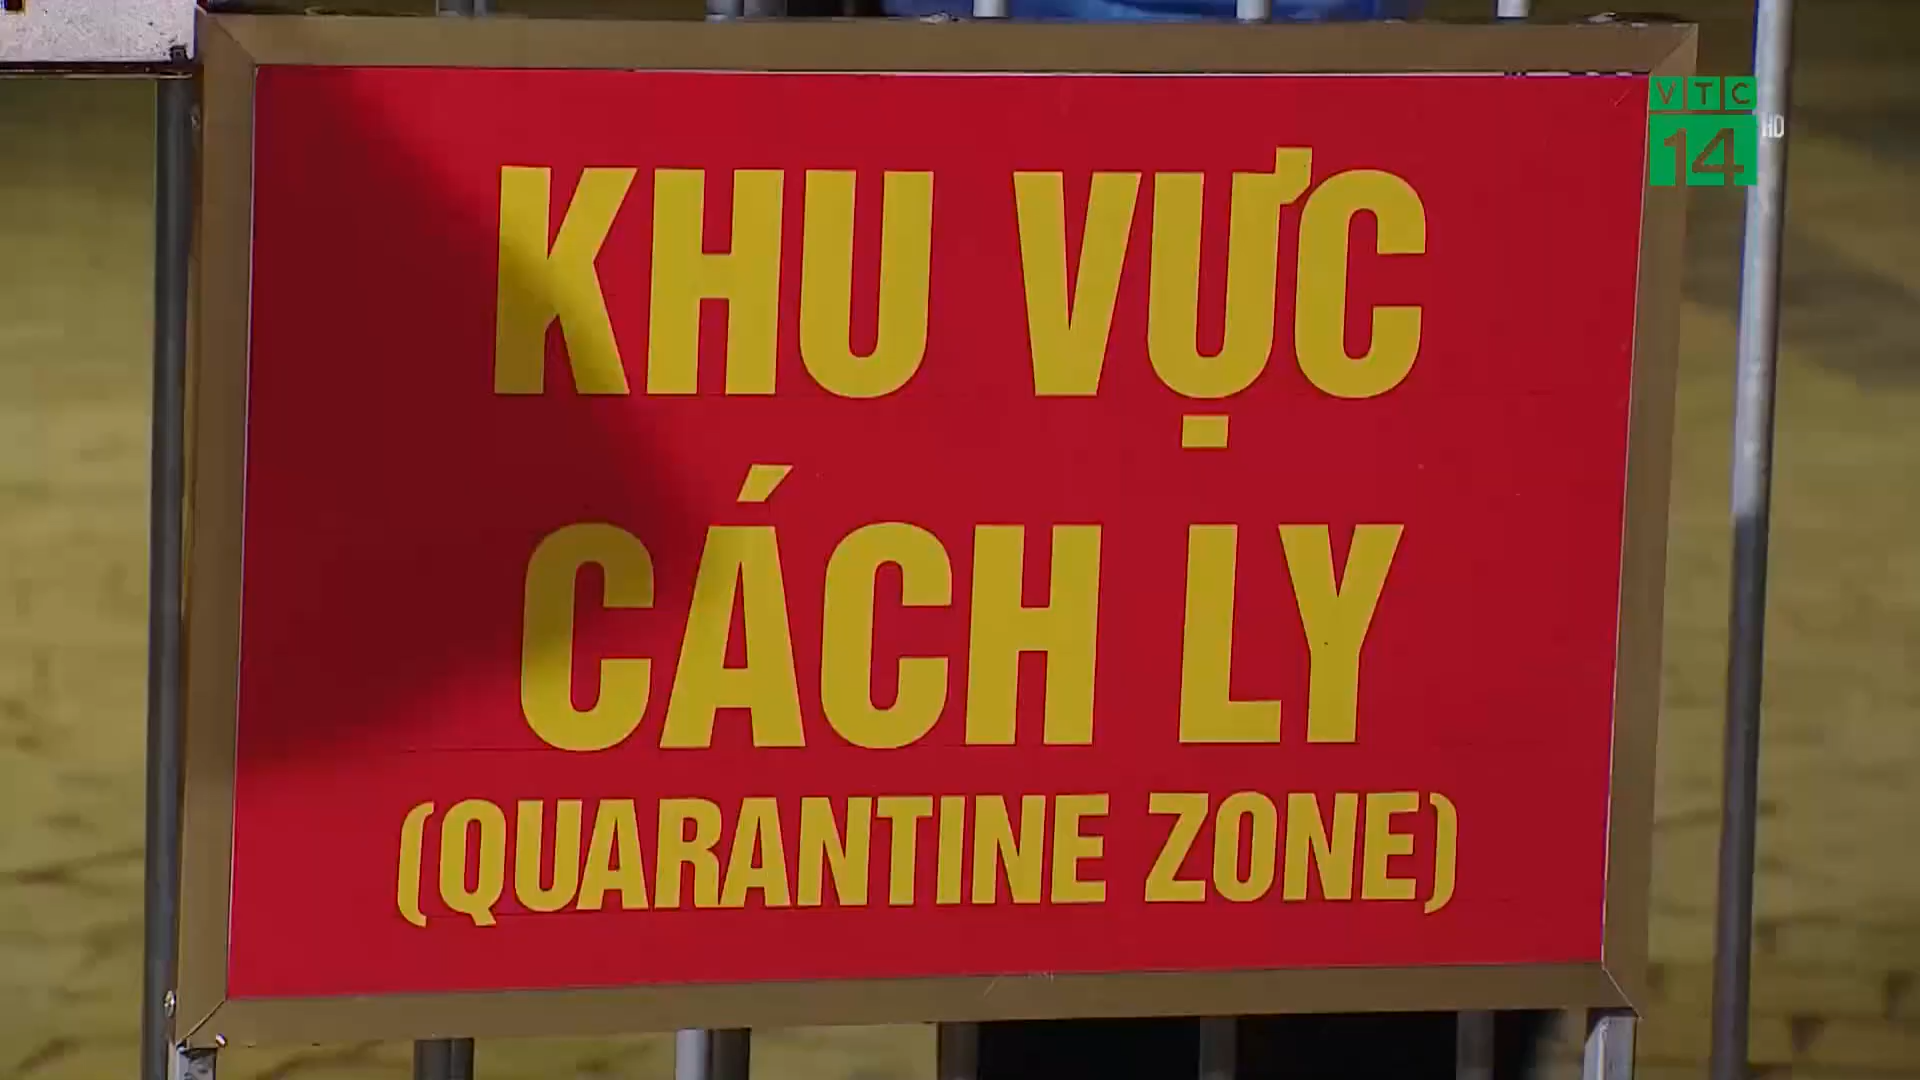 KHU VỰC
CÁCH LY
(QUARANTINE ZONE)
VTC
14
HD